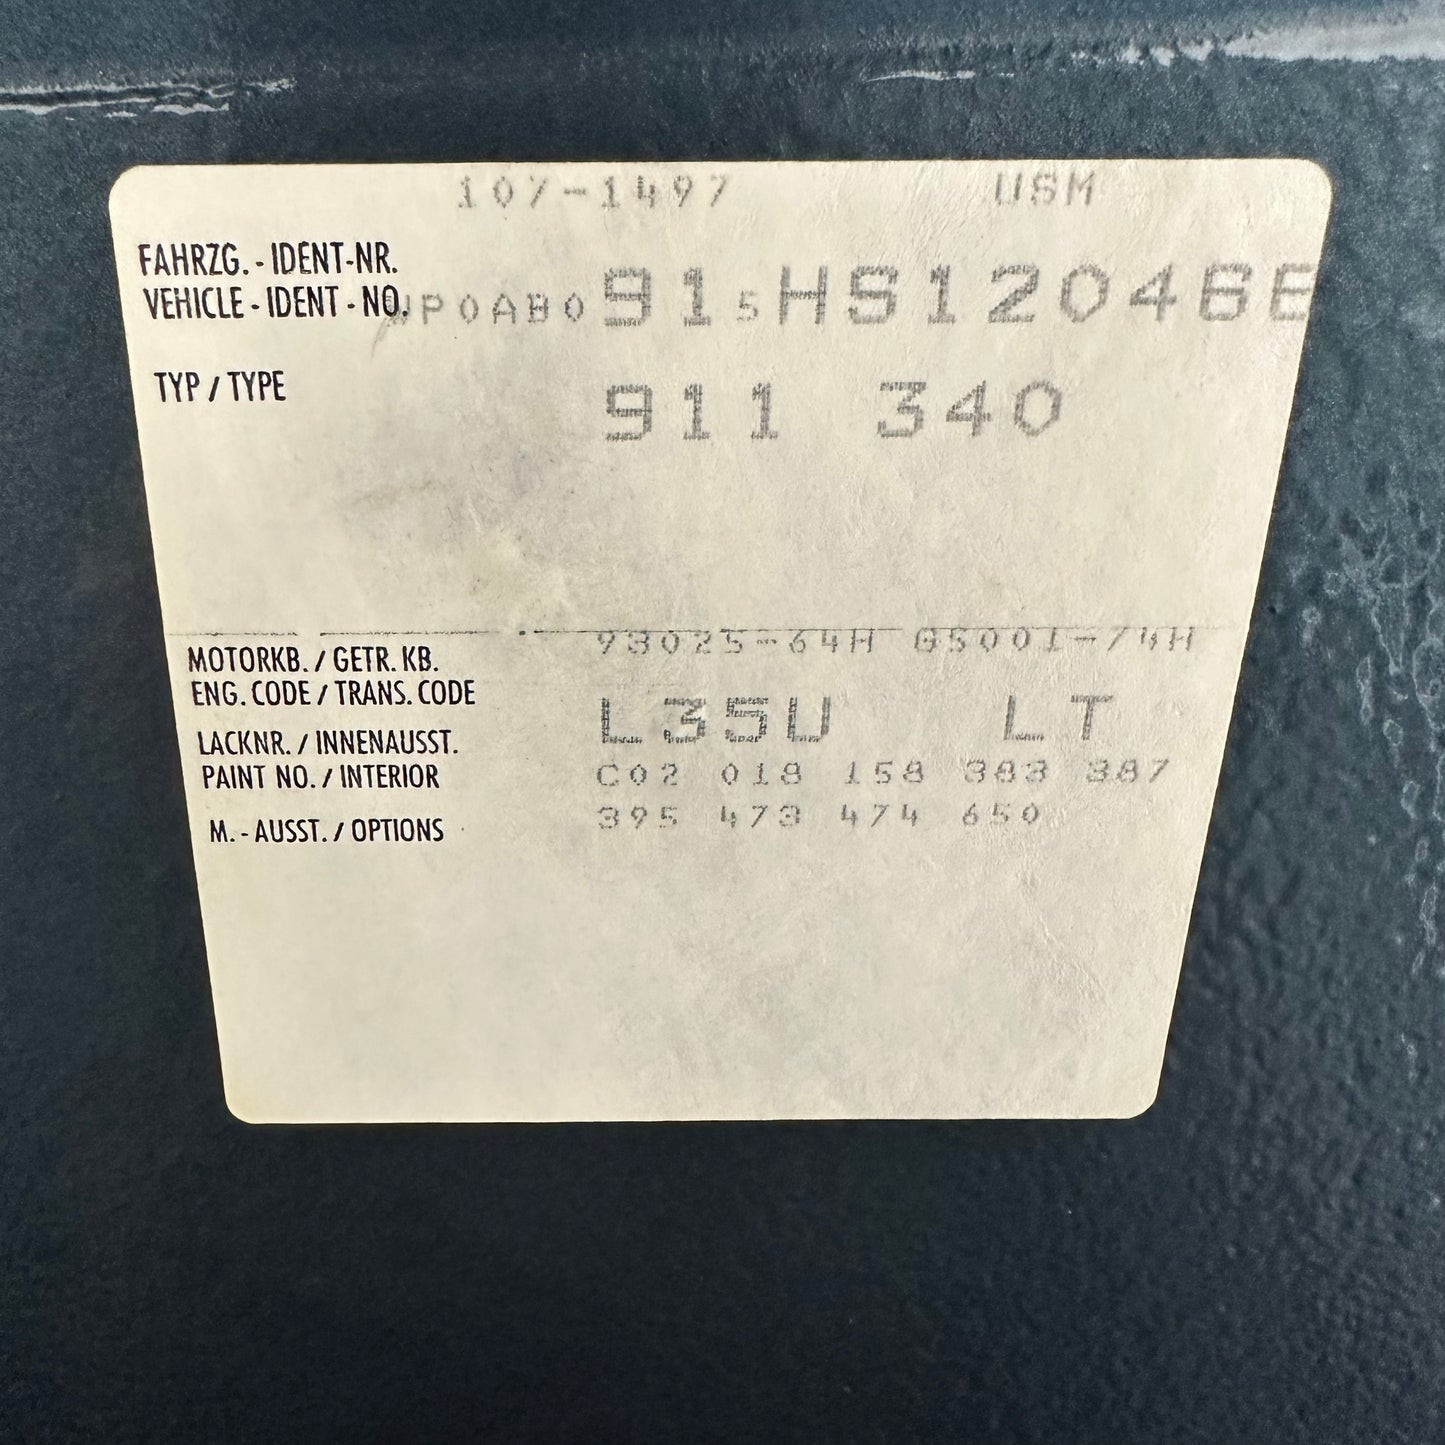 107-1497 USM
FAHRZG. - IDENT-NR.
VEHICLE - IDENT - NO. WP0AB0915HS12046E
TYP / TYPE 911 340
93025-64H G5001-74H
MOTORKB. / GETR. KB.
ENG. CODE / TRANS. CODE
L35U LT
LACKNR. / INNENAUSST.
PAINT NO. / INTERIOR C02 018 158 383 387
M. - AUSST. / OPTIONS 395 473 474 650